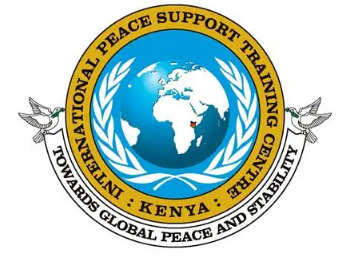 INTERNATIONAL PEACE SUPPORT TRAINING CENTRE
: KENYA :
TOWARDS GLOBAL PEACE AND STABILITY